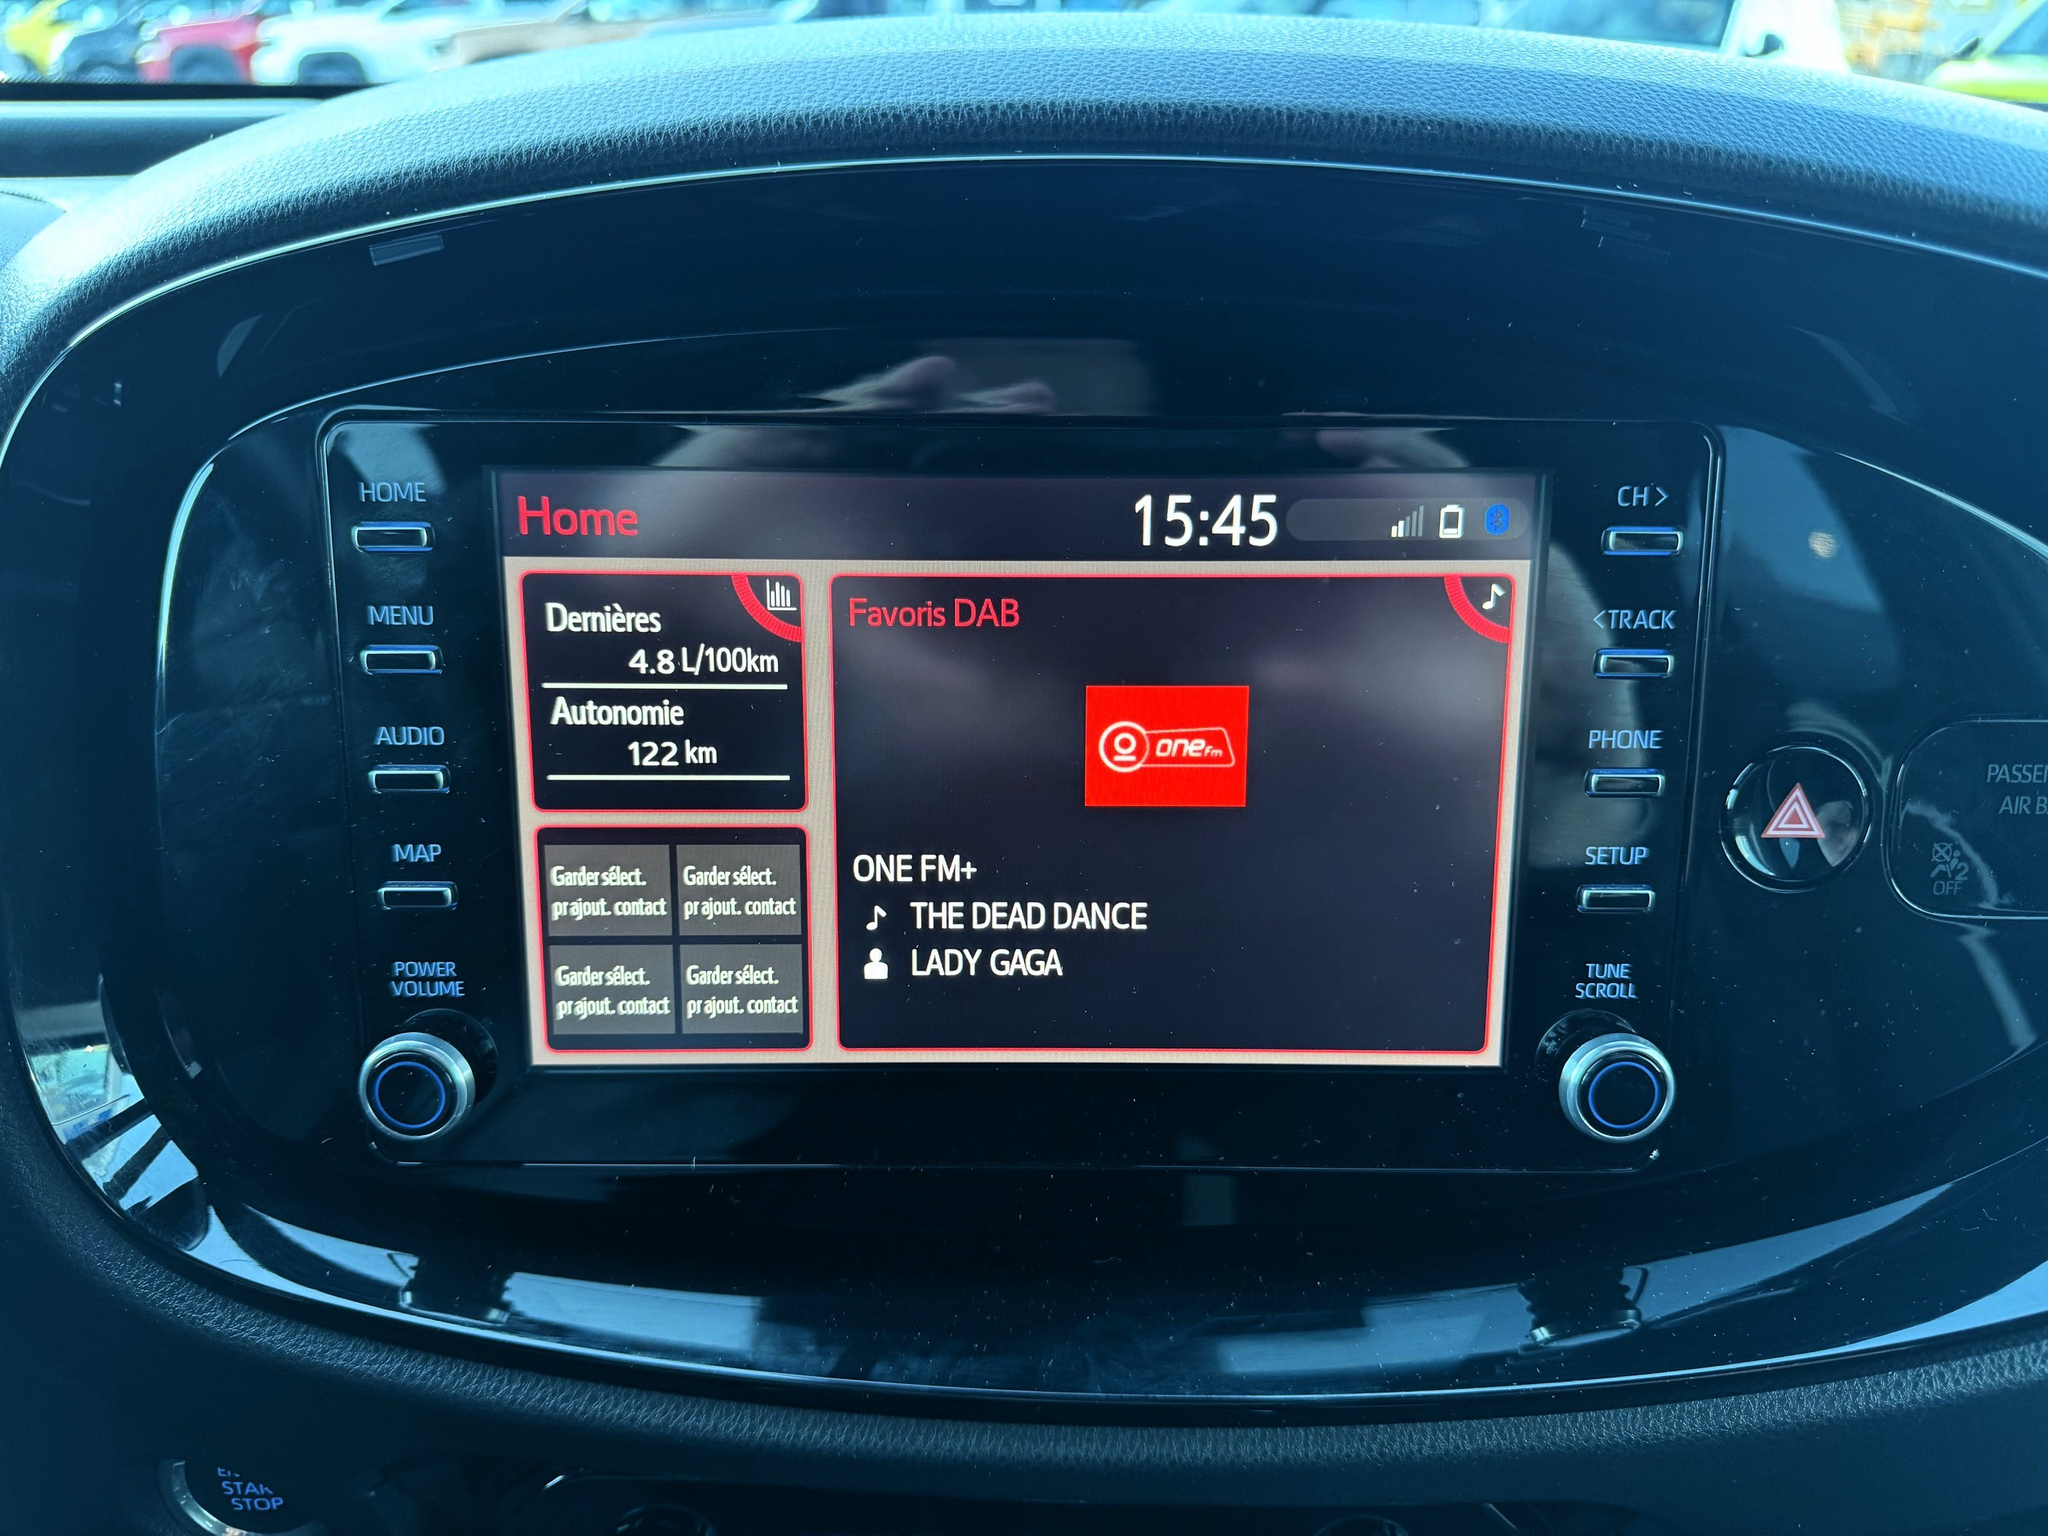 HOME
MENU
AUDIO
MAP
POWER
VOLUME
Home
15:45
Dernières
4.8 L/100km
Autonomie
122 km
Garder sélect.
pr ajout. contact
Garder sélect.
pr ajout. contact
Garder sélect.
pr ajout. contact
Garder sélect.
pr ajout. contact
Favoris DAB
one fm
ONE FM+
THE DEAD DANCE
LADY GAGA
CH >
< TRACK
PHONE
SETUP
TUNE
SCROLL
AIR
2
OFF
STOP